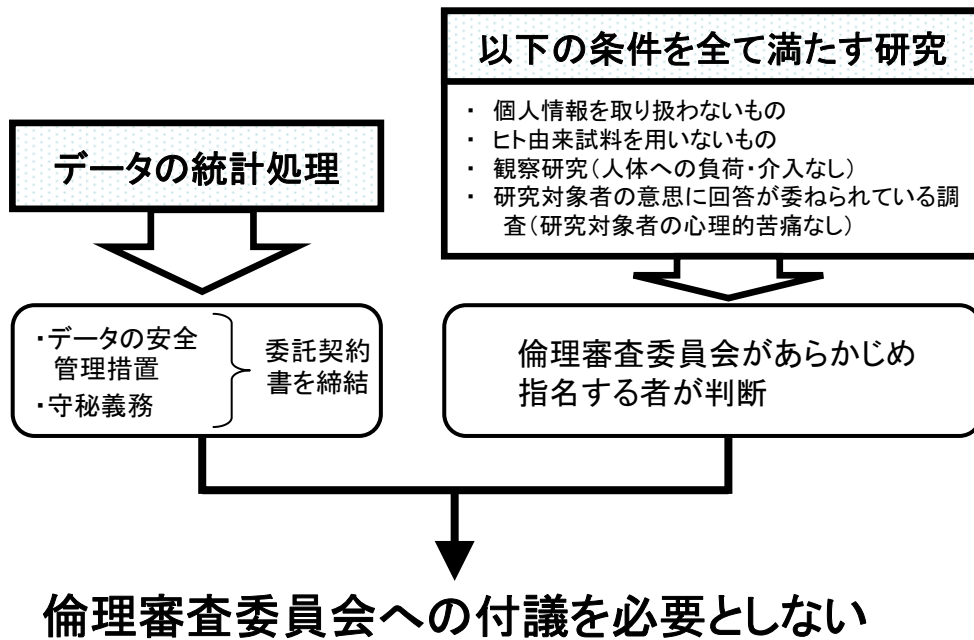 データの統計処理
・データの安全
管理措置
・守秘義務
委託契約
書を締結
以下の条件を全て満たす研究
・ 個人情報を取り扱わないもの
・ ヒト由来試料を用いないもの
・ 観察研究(人体への負荷・介入なし)
・ 研究対象者の意思に回答が委ねられている調
査(研究対象者の心理的苦痛なし)
倫理審査委員会があらかじめ
指名する者が判断
倫理審査委員会への付議を必要としない